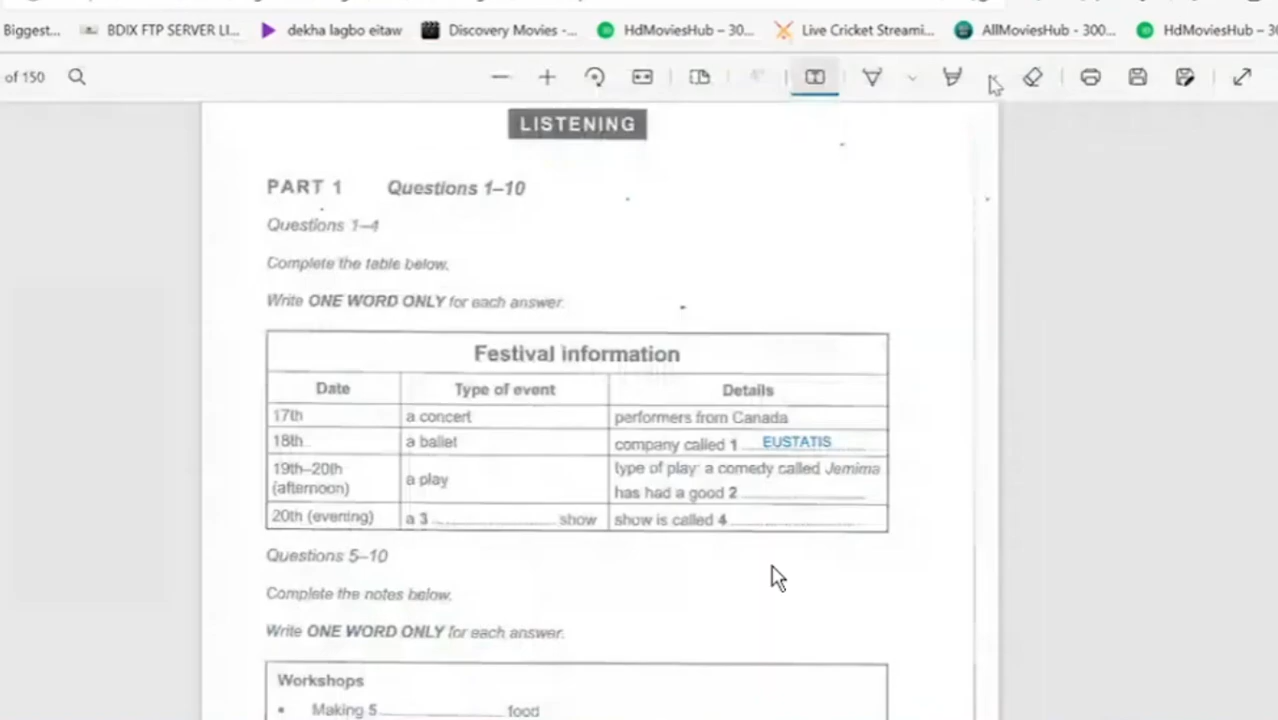 Biggest... BDIX FTP SERVER LI... dekha lagbo eitaw Discovery Movies -... HdMoviesHub – 30... Live Cricket Streami... AllMoviesHub - 300... HdMoviesHub – 30
of 150
LISTENING
PART 1 Questions 1–10
Questions 1–4
Complete the table below.
Write ONE WORD ONLY for each answer.
Festival information
Date Type of event Details
17th a concert performers from Canada
18th a ballet company called 1 EUSTATIS
19th–20th (afternoon) a play type of play: a comedy called Jemima
has had a good 2
20th (evening) a 3 show show is called 4
Questions 5–10
Complete the notes below.
Write ONE WORD ONLY for each answer.
Workshops
• Making 5 food